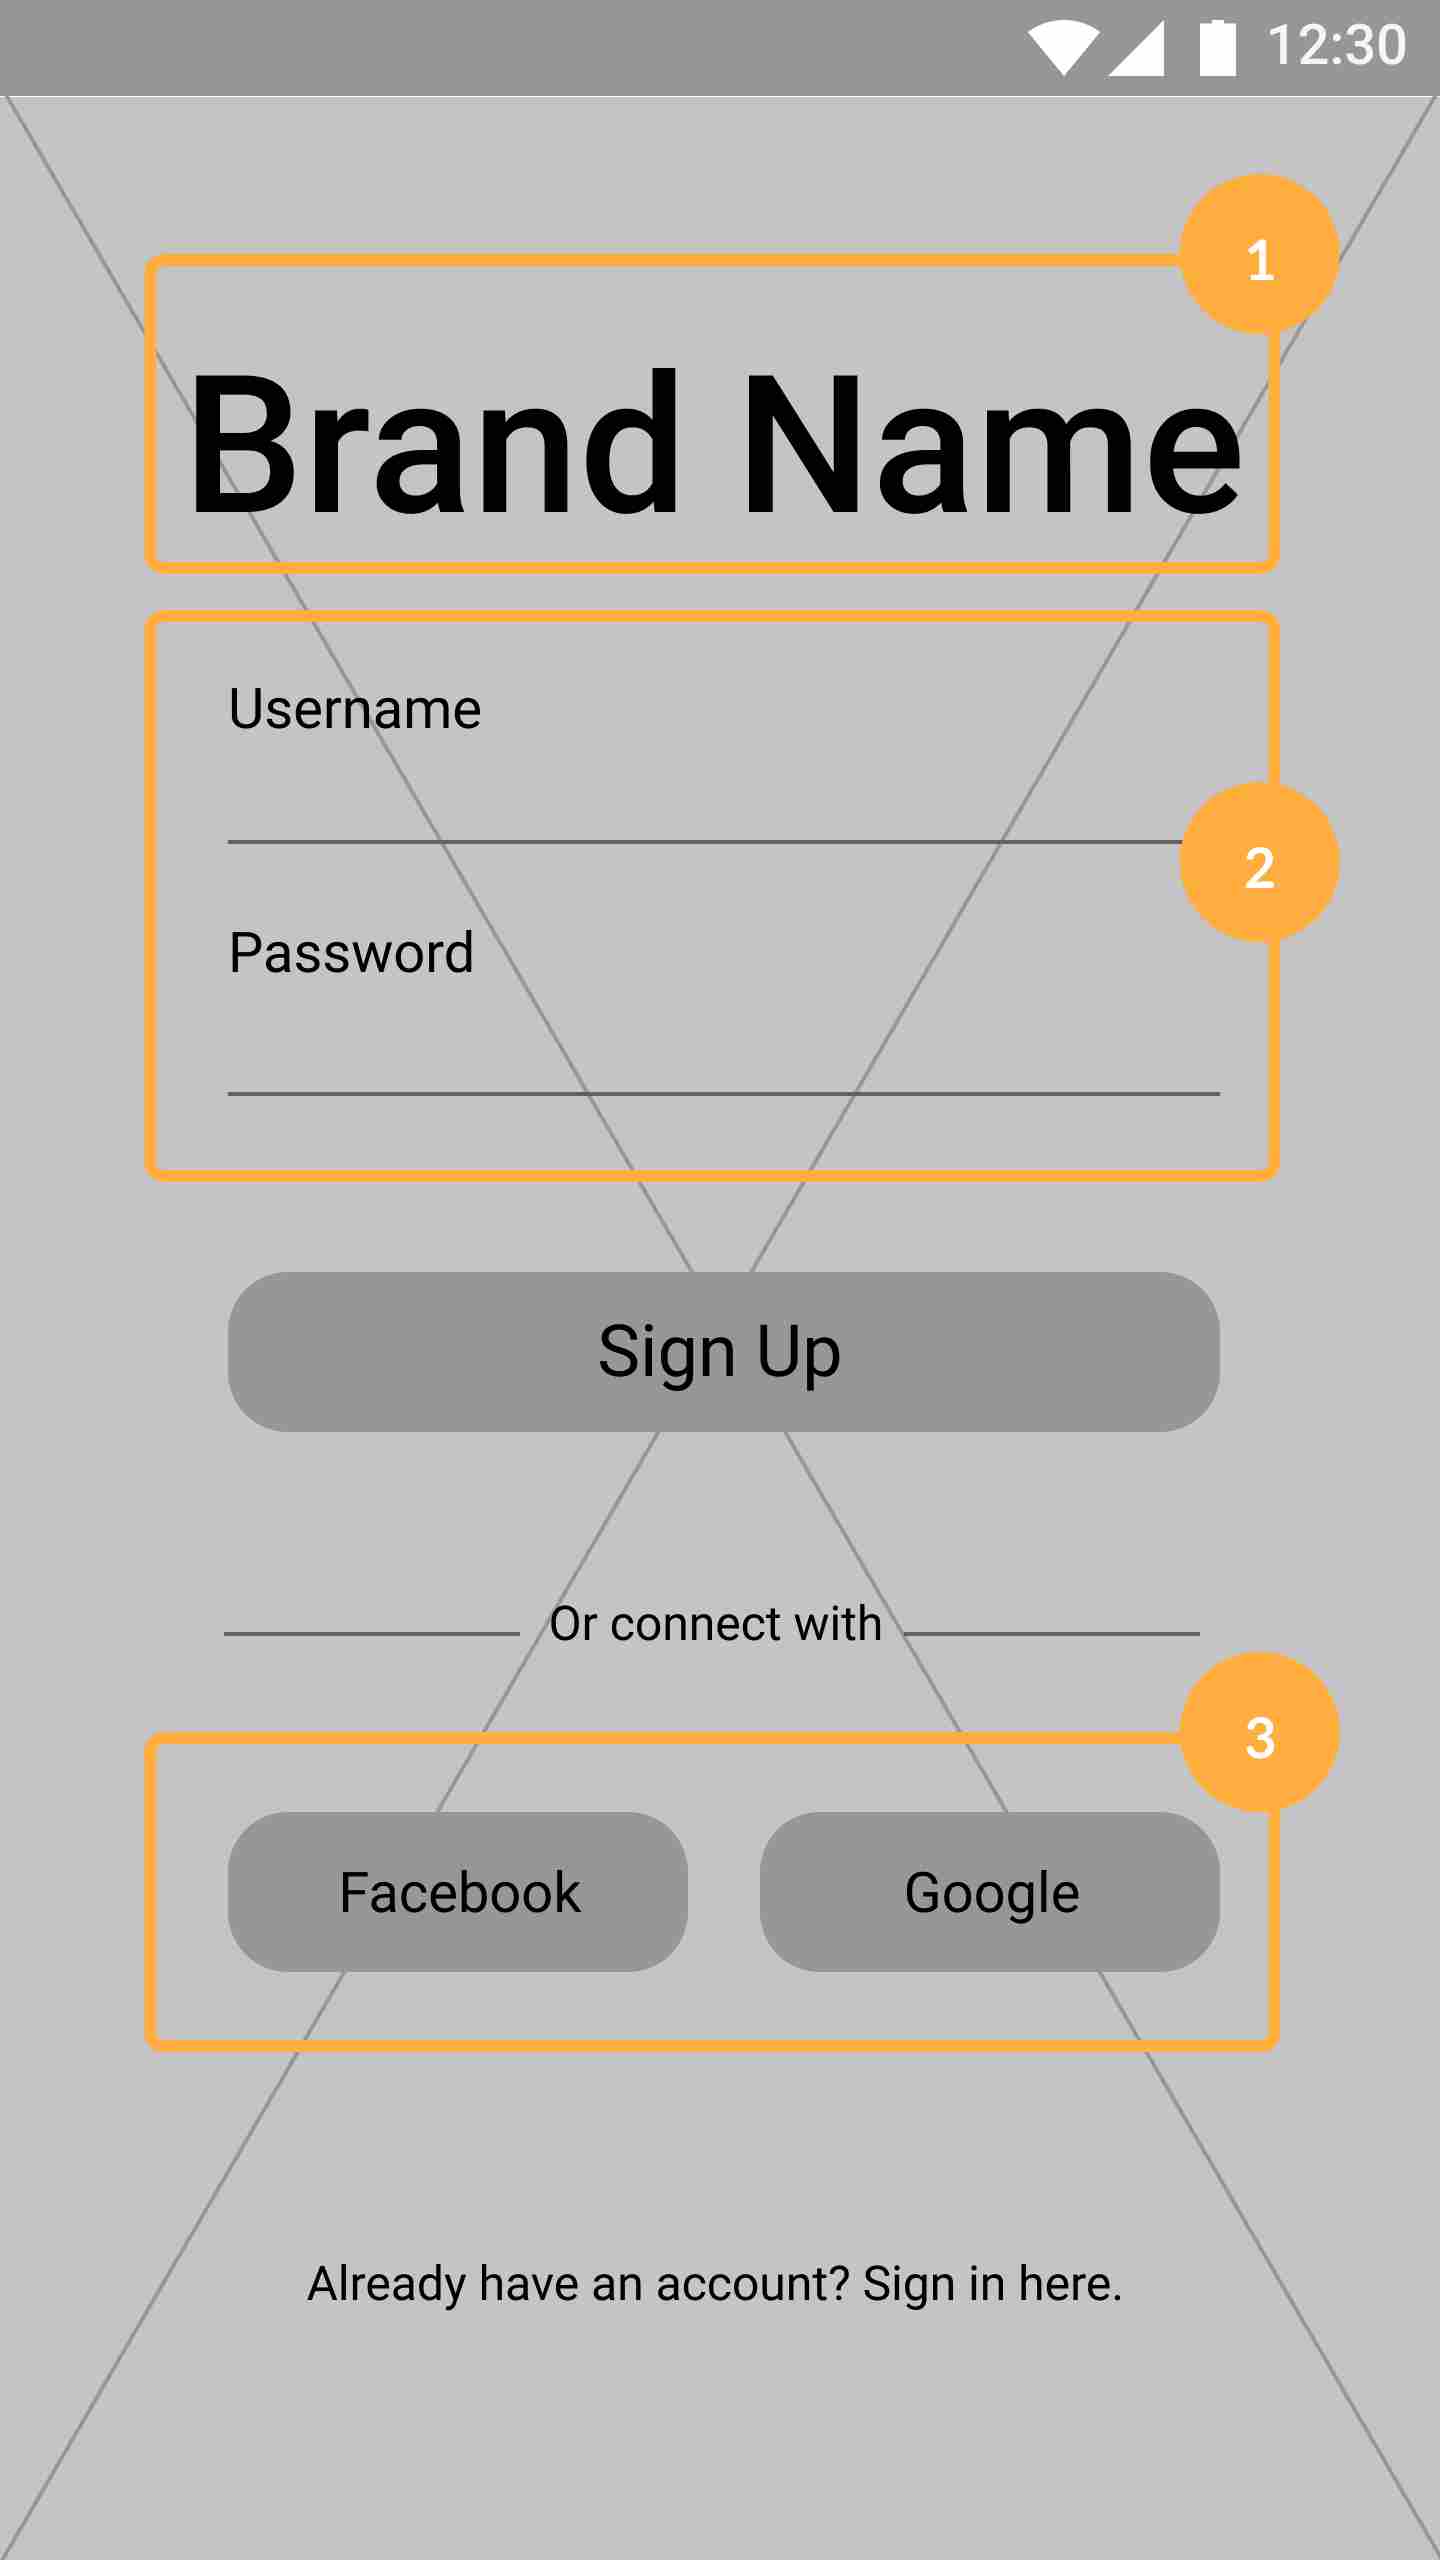 12:30
1
Brand Name
Username
2
Password
Sign Up
Or connect with
3
Facebook Google
Already have an account? Sign in here.